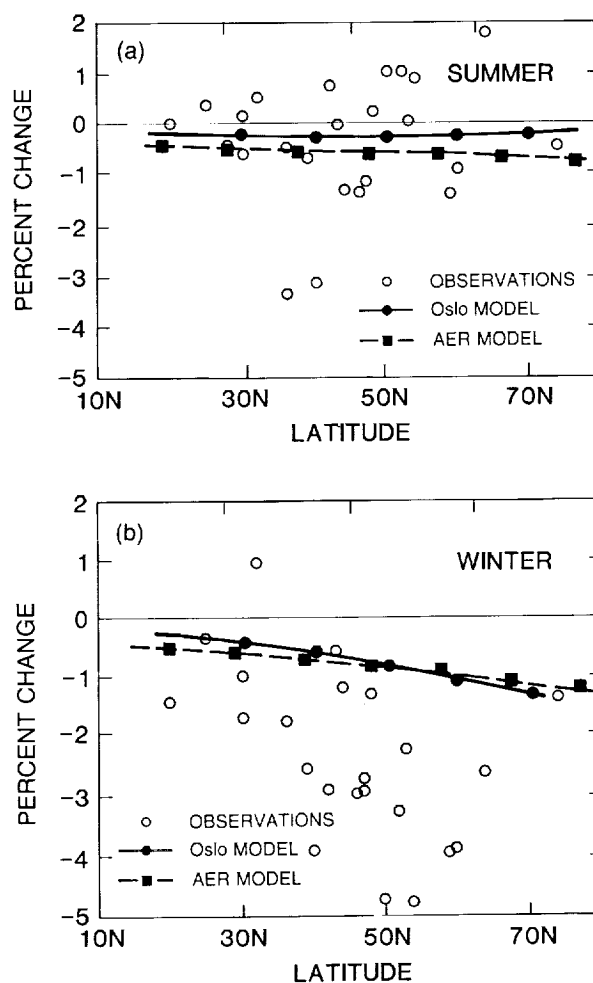 (a)
SUMMER
PERCENT CHANGE
2
1
0
-1
-2
-3
-4
-5
OBSERVATIONS
Oslo MODEL
AER MODEL
10N 30N 50N 70N
LATITUDE
(b)
WINTER
PERCENT CHANGE
2
1
0
-1
-2
-3
-4
-5
OBSERVATIONS
Oslo MODEL
AER MODEL
10N 30N 50N 70N
LATITUDE